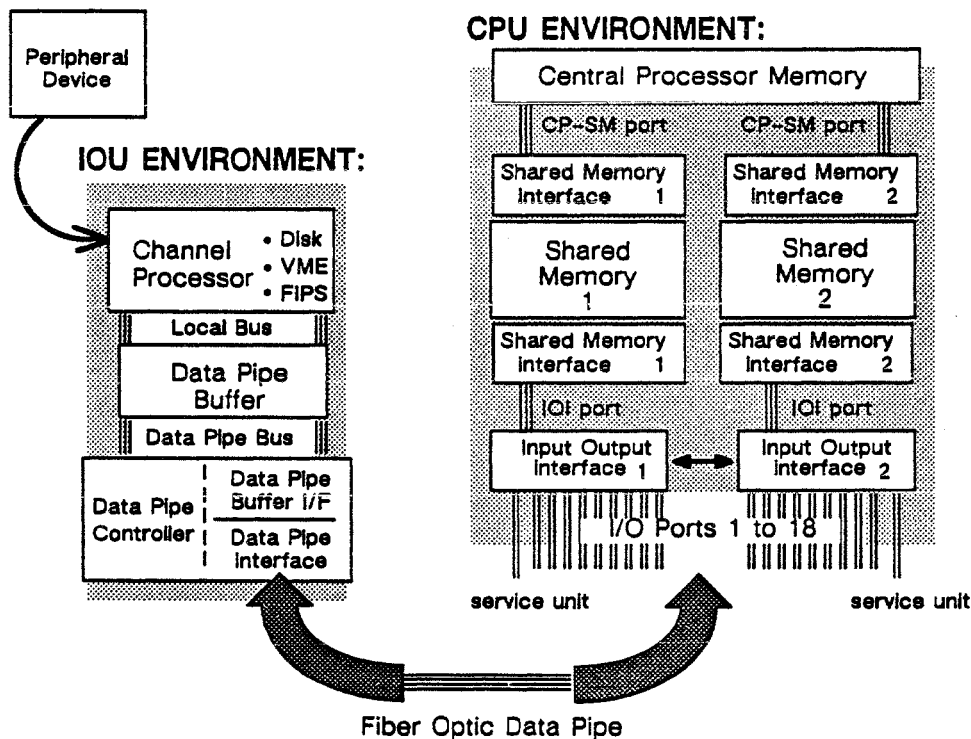 Peripheral
Device
IOU ENVIRONMENT:
Channel
Processor
• Disk
• VME
• FIPS
Local Bus
Data Pipe
Buffer
Data Pipe Bus
Data Pipe
Controller
Data Pipe
Buffer I/F
Data Pipe
Interface
CPU ENVIRONMENT:
Central Processor Memory
CP-SM port
CP-SM port
Shared Memory
Interface 1
Shared Memory
Interface 2
Shared
Memory
1
Shared
Memory
2
Shared Memory
Interface 1
Shared Memory
Interface 2
IOI port
IOI port
Input Output
Interface 1
Input Output
Interface 2
I/O Ports 1 to 18
service unit
service unit
Fiber Optic Data Pipe